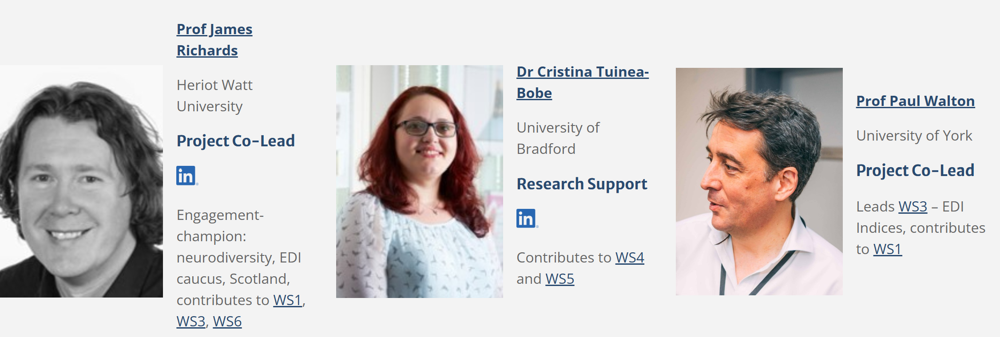 Prof James
Richards
Heriot Watt
University
Project Co-Lead
in
Engagement-
champion:
neurodiversity, EDI
caucus, Scotland,
contributes to WS1,
WS3, WS6
Dr Cristina Tuinea-
Bobe
University of
Bradford
Research Support
in
Contributes to WS4
and WS5
Prof Paul Walton
University of York
Project Co-Lead
Leads WS3 – EDI
Indices, contributes
to WS1